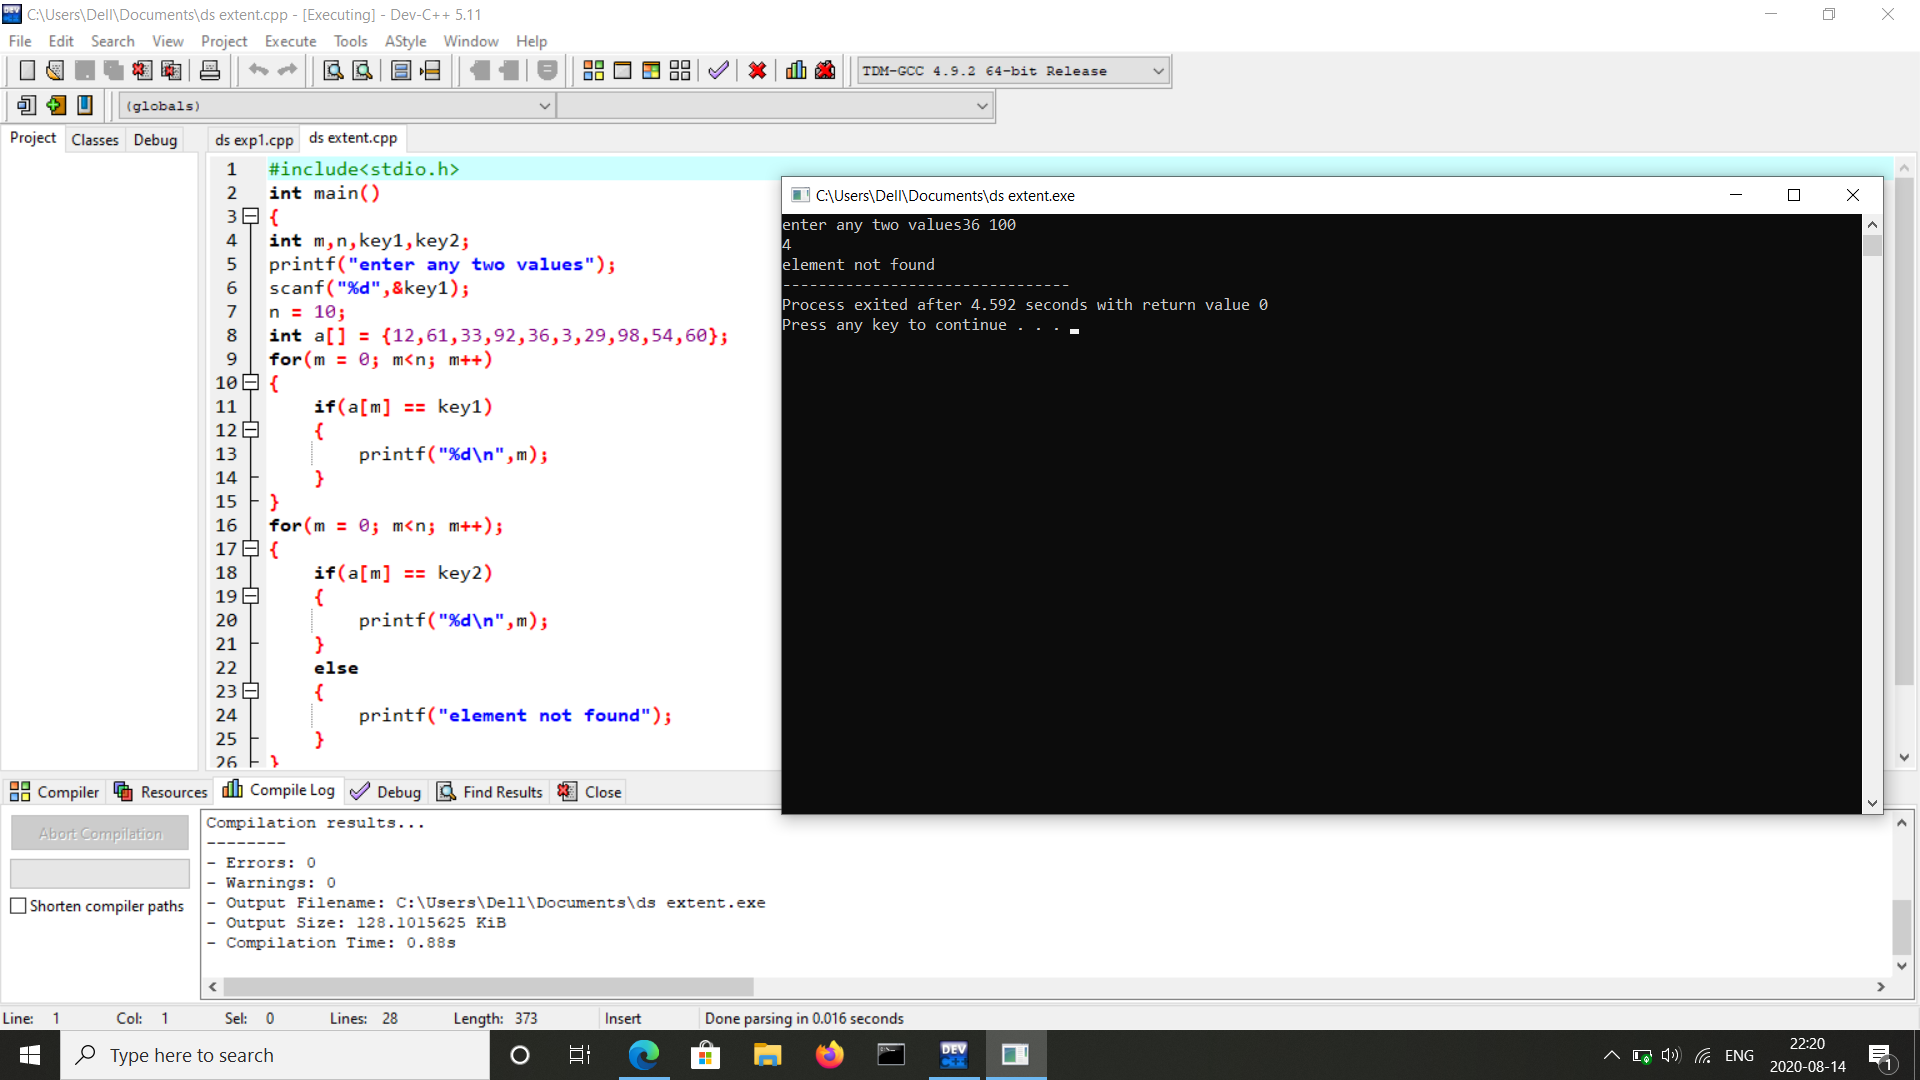 C:\Users\Dell\Documents\ds extent.cpp - [Executing] - Dev-C++ 5.11
File Edit Search View Project Execute Tools AStyle Window Help
TDM-GCC 4.9.2 64-bit Release
(globals)
Project Classes Debug
ds exp1.cpp ds extent.cpp
1 #include<stdio.h>
2 int main()
3 {
4 int m,n,key1,key2;
5 printf("enter any two values");
6 scanf("%d",&key1);
7 n = 10;
8 int a[] = {12,61,33,92,36,3,29,98,54,60};
9 for(m = 0; m<n; m++)
10 {
11 if(a[m] == key1)
12 {
13 printf("%d\n",m);
14 }
15 }
16 for(m = 0; m<n; m++);
17 {
18 if(a[m] == key2)
19 {
20 printf("%d\n",m);
21 }
22 else
23 {
24 printf("element not found");
25 }
26 }
C:\Users\Dell\Documents\ds extent.exe
enter any two values36 100
4
element not found
--------------------------------
Process exited after 4.592 seconds with return value 0
Press any key to continue . . .
Compiler Resources Compile Log Debug Find Results Close
Abort Compilation
Shorten compiler paths
Compilation results...
--------
- Errors: 0
- Warnings: 0
- Output Filename: C:\Users\Dell\Documents\ds extent.exe
- Output Size: 128.1015625 KiB
- Compilation Time: 0.88s
Line: 1 Col: 1 Sel: 0 Lines: 28 Length: 373 Insert Done parsing in 0.016 seconds
Type here to search
DEV C++
ENG
22:20
2020-08-14
1